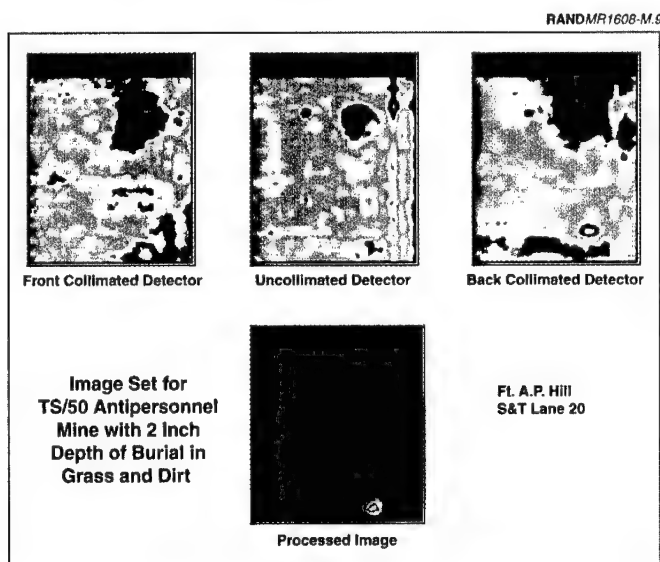 RANDMR1608-M.9
Front Collimated Detector
Uncollimated Detector
Back Collimated Detector
Image Set for
TS/50 Antipersonnel
Mine with 2 Inch
Depth of Burial in
Grass and Dirt
Ft. A.P. Hill
S&T Lane 20
Processed Image